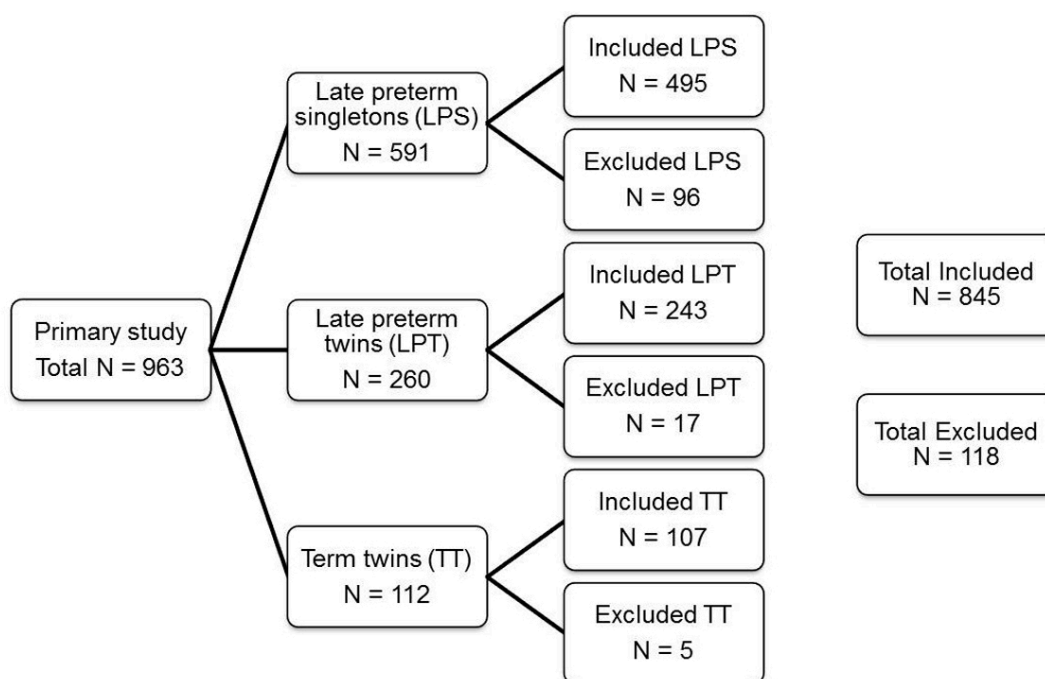 Primary study
Total N = 963
Late preterm
singletons (LPS)
N = 591
Late preterm
twins (LPT)
N = 260
Term twins (TT)
N = 112
Included LPS
N = 495
Excluded LPS
N = 96
Included LPT
N = 243
Excluded LPT
N = 17
Included TT
N = 107
Excluded TT
N = 5
Total Included
N = 845
Total Excluded
N = 118